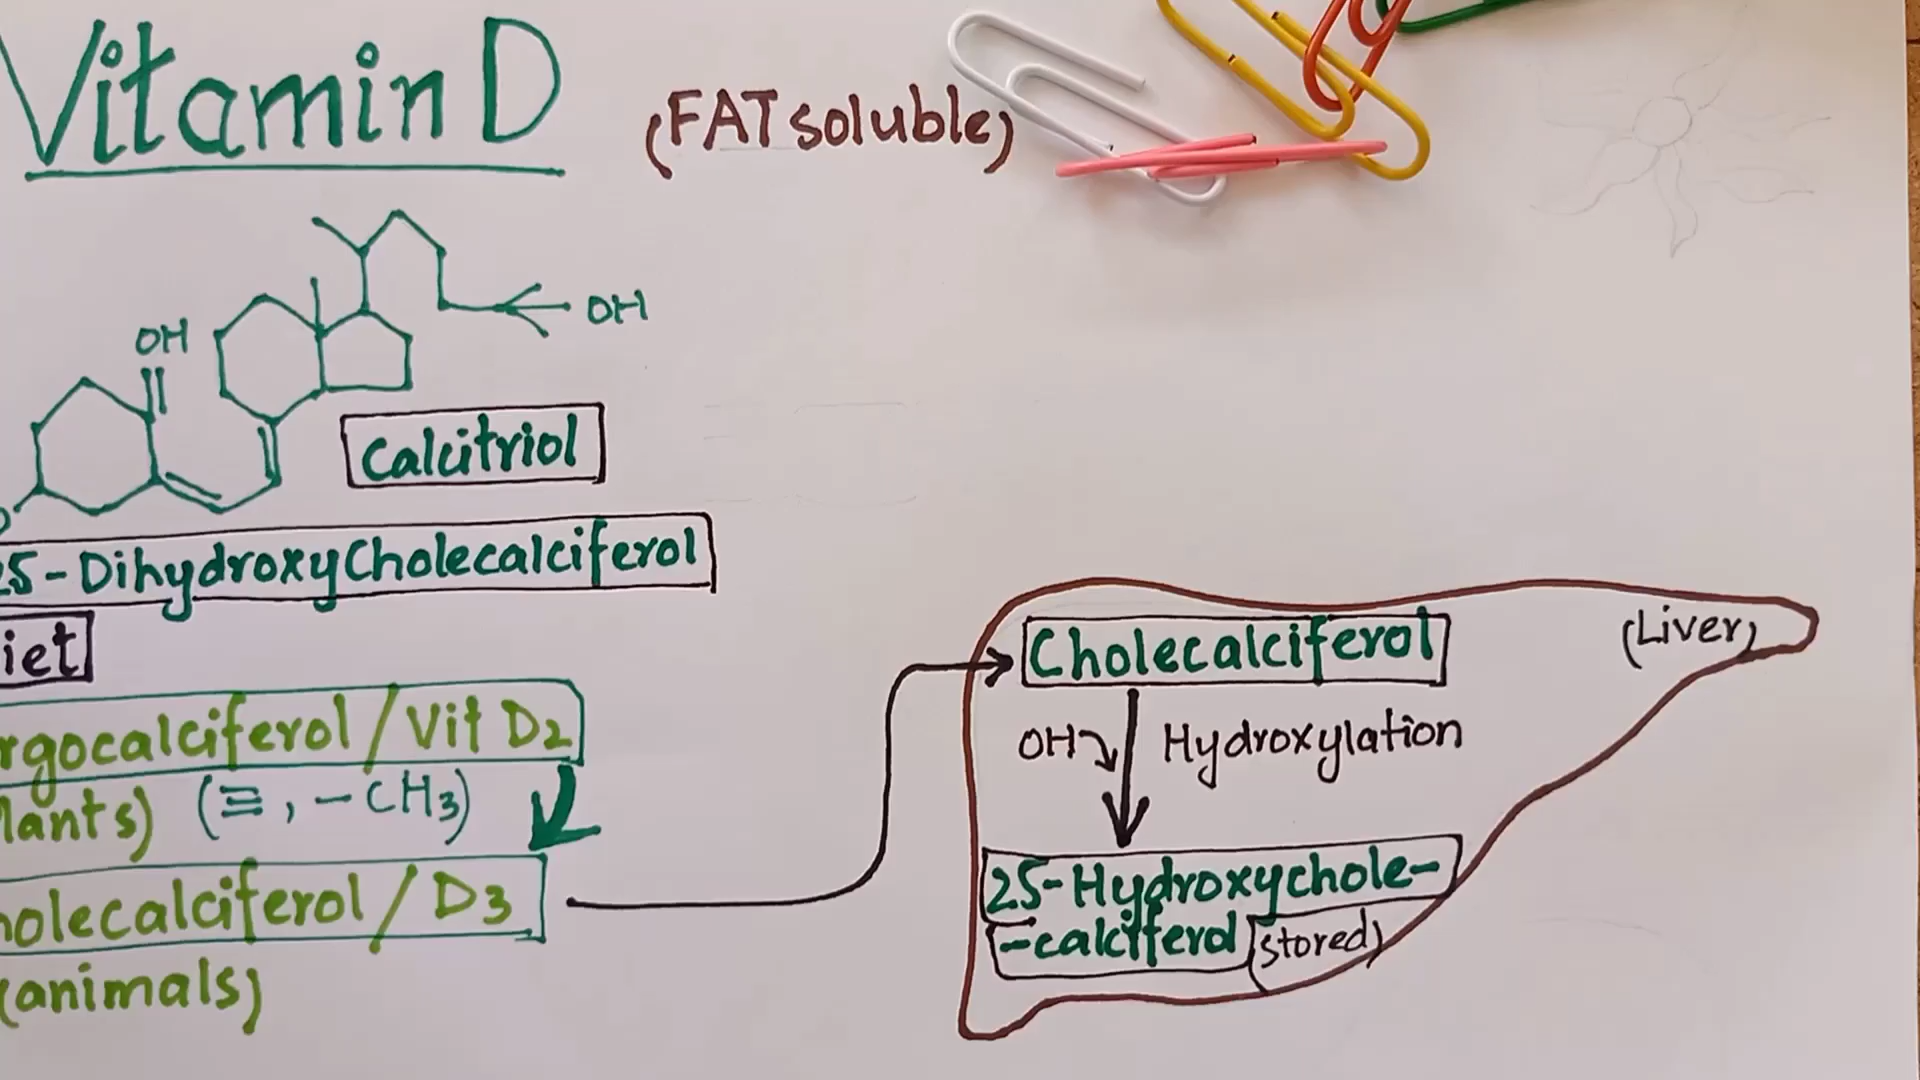 Vitamin D
(FAT soluble)
OH
OH
Calcitriol
25-DihydroxyCholecalciferol
iet
rgocalciferol / Vit D2
lants) (≡, -CH3)
holecalciferol / D3
(animals)
Cholecalciferol
(Liver)
OH Hydroxylation
25-Hydroxychole-
-calciferol (stored)